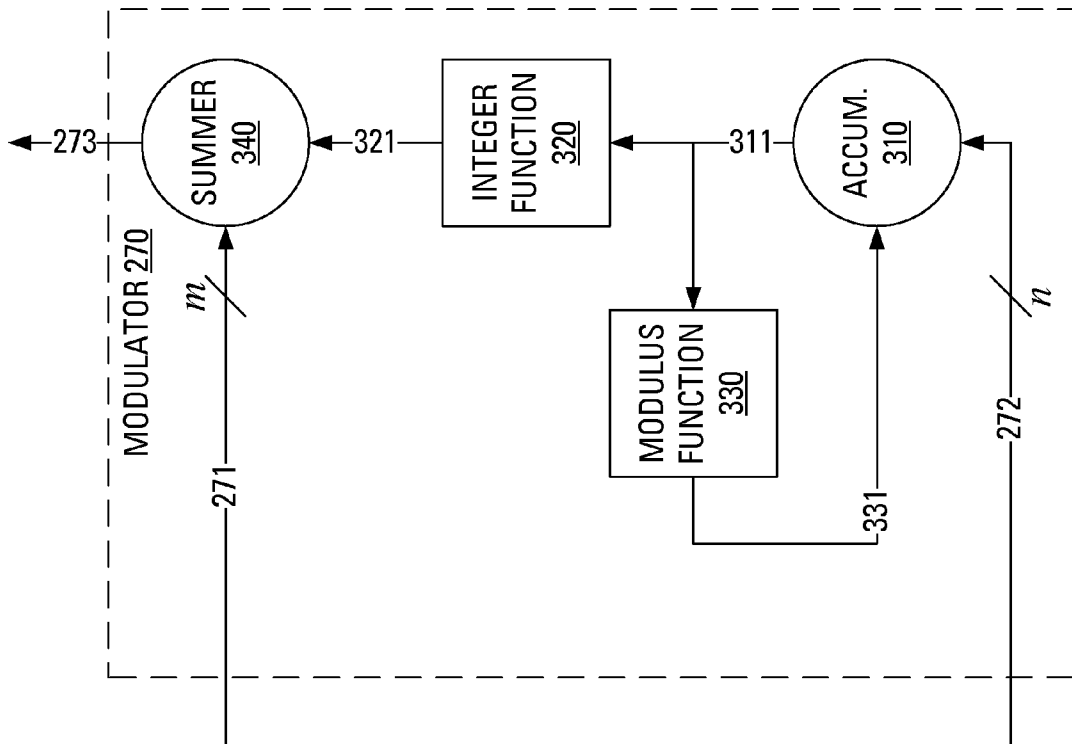 MODULATOR 270
271
m
SUMMER
340
273
321
INTEGER
FUNCTION
320
311
MODULUS
FUNCTION
330
331
ACCUM.
310
272
n